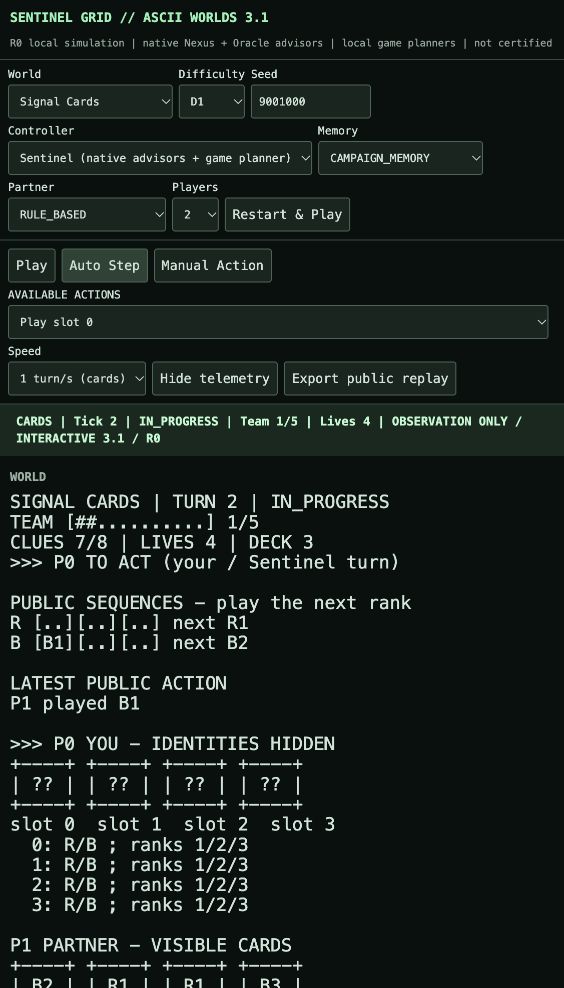 SENTINEL GRID // ASCII WORLDS 3.1
R0 local simulation | native Nexus + Oracle advisors | local game planners | not certified
World Difficulty Seed
Signal Cards D1 9001000
Controller Memory
Sentinel (native advisors + game planner) CAMPAIGN_MEMORY
Partner Players
RULE_BASED 2 Restart & Play
Play Auto Step Manual Action
AVAILABLE ACTIONS
Play slot 0
Speed
1 turn/s (cards) Hide telemetry Export public replay
CARDS | Tick 2 | IN_PROGRESS | Team 1/5 | Lives 4 | OBSERVATION ONLY /
INTERACTIVE 3.1 / R0
WORLD
SIGNAL CARDS | TURN 2 | IN_PROGRESS
TEAM [##..........] 1/5
CLUES 7/8 | LIVES 4 | DECK 3
>>> P0 TO ACT (your / Sentinel turn)
PUBLIC SEQUENCES — play the next rank
R [..][..][..] next R1
B [B1][..][..] next B2
LATEST PUBLIC ACTION
P1 played B1
>>> P0 YOU — IDENTITIES HIDDEN
+----+ +----+ +----+ +----+
| ?? | | ?? | | ?? | | ?? |
+----+ +----+ +----+ +----+
slot 0 slot 1 slot 2 slot 3
0: R/B ; ranks 1/2/3
1: R/B ; ranks 1/2/3
2: R/B ; ranks 1/2/3
3: R/B ; ranks 1/2/3
P1 PARTNER — VISIBLE CARDS
+----+ +----+ +----+ +----+
| B2 | | R1 | | R1 | | B3 |